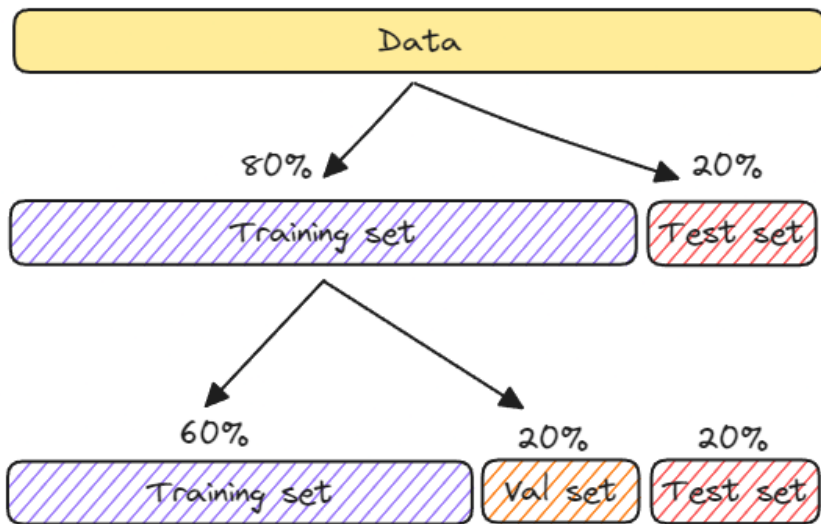 Data
80% 20%
Training set Test set
60% 20% 20%
Training set Val set Test set